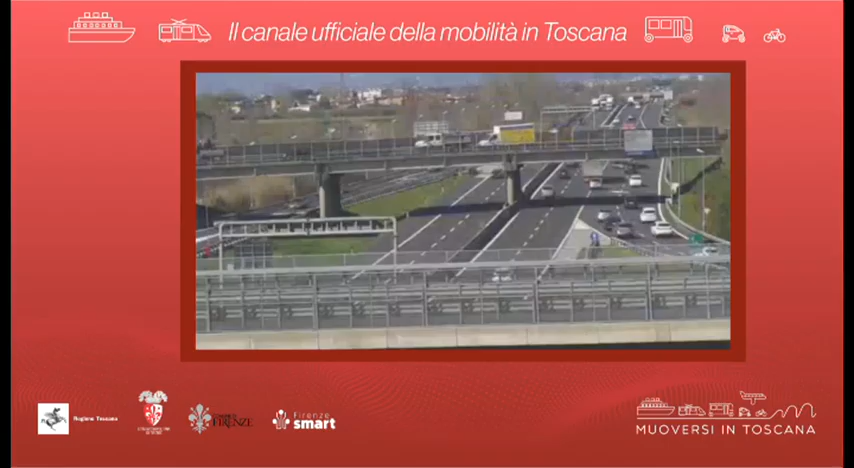 Il canale ufficiale della mobilità in Toscana
Regione Toscana
FIRENZE
Firenze
smart
MUOVERSI IN TOSCANA